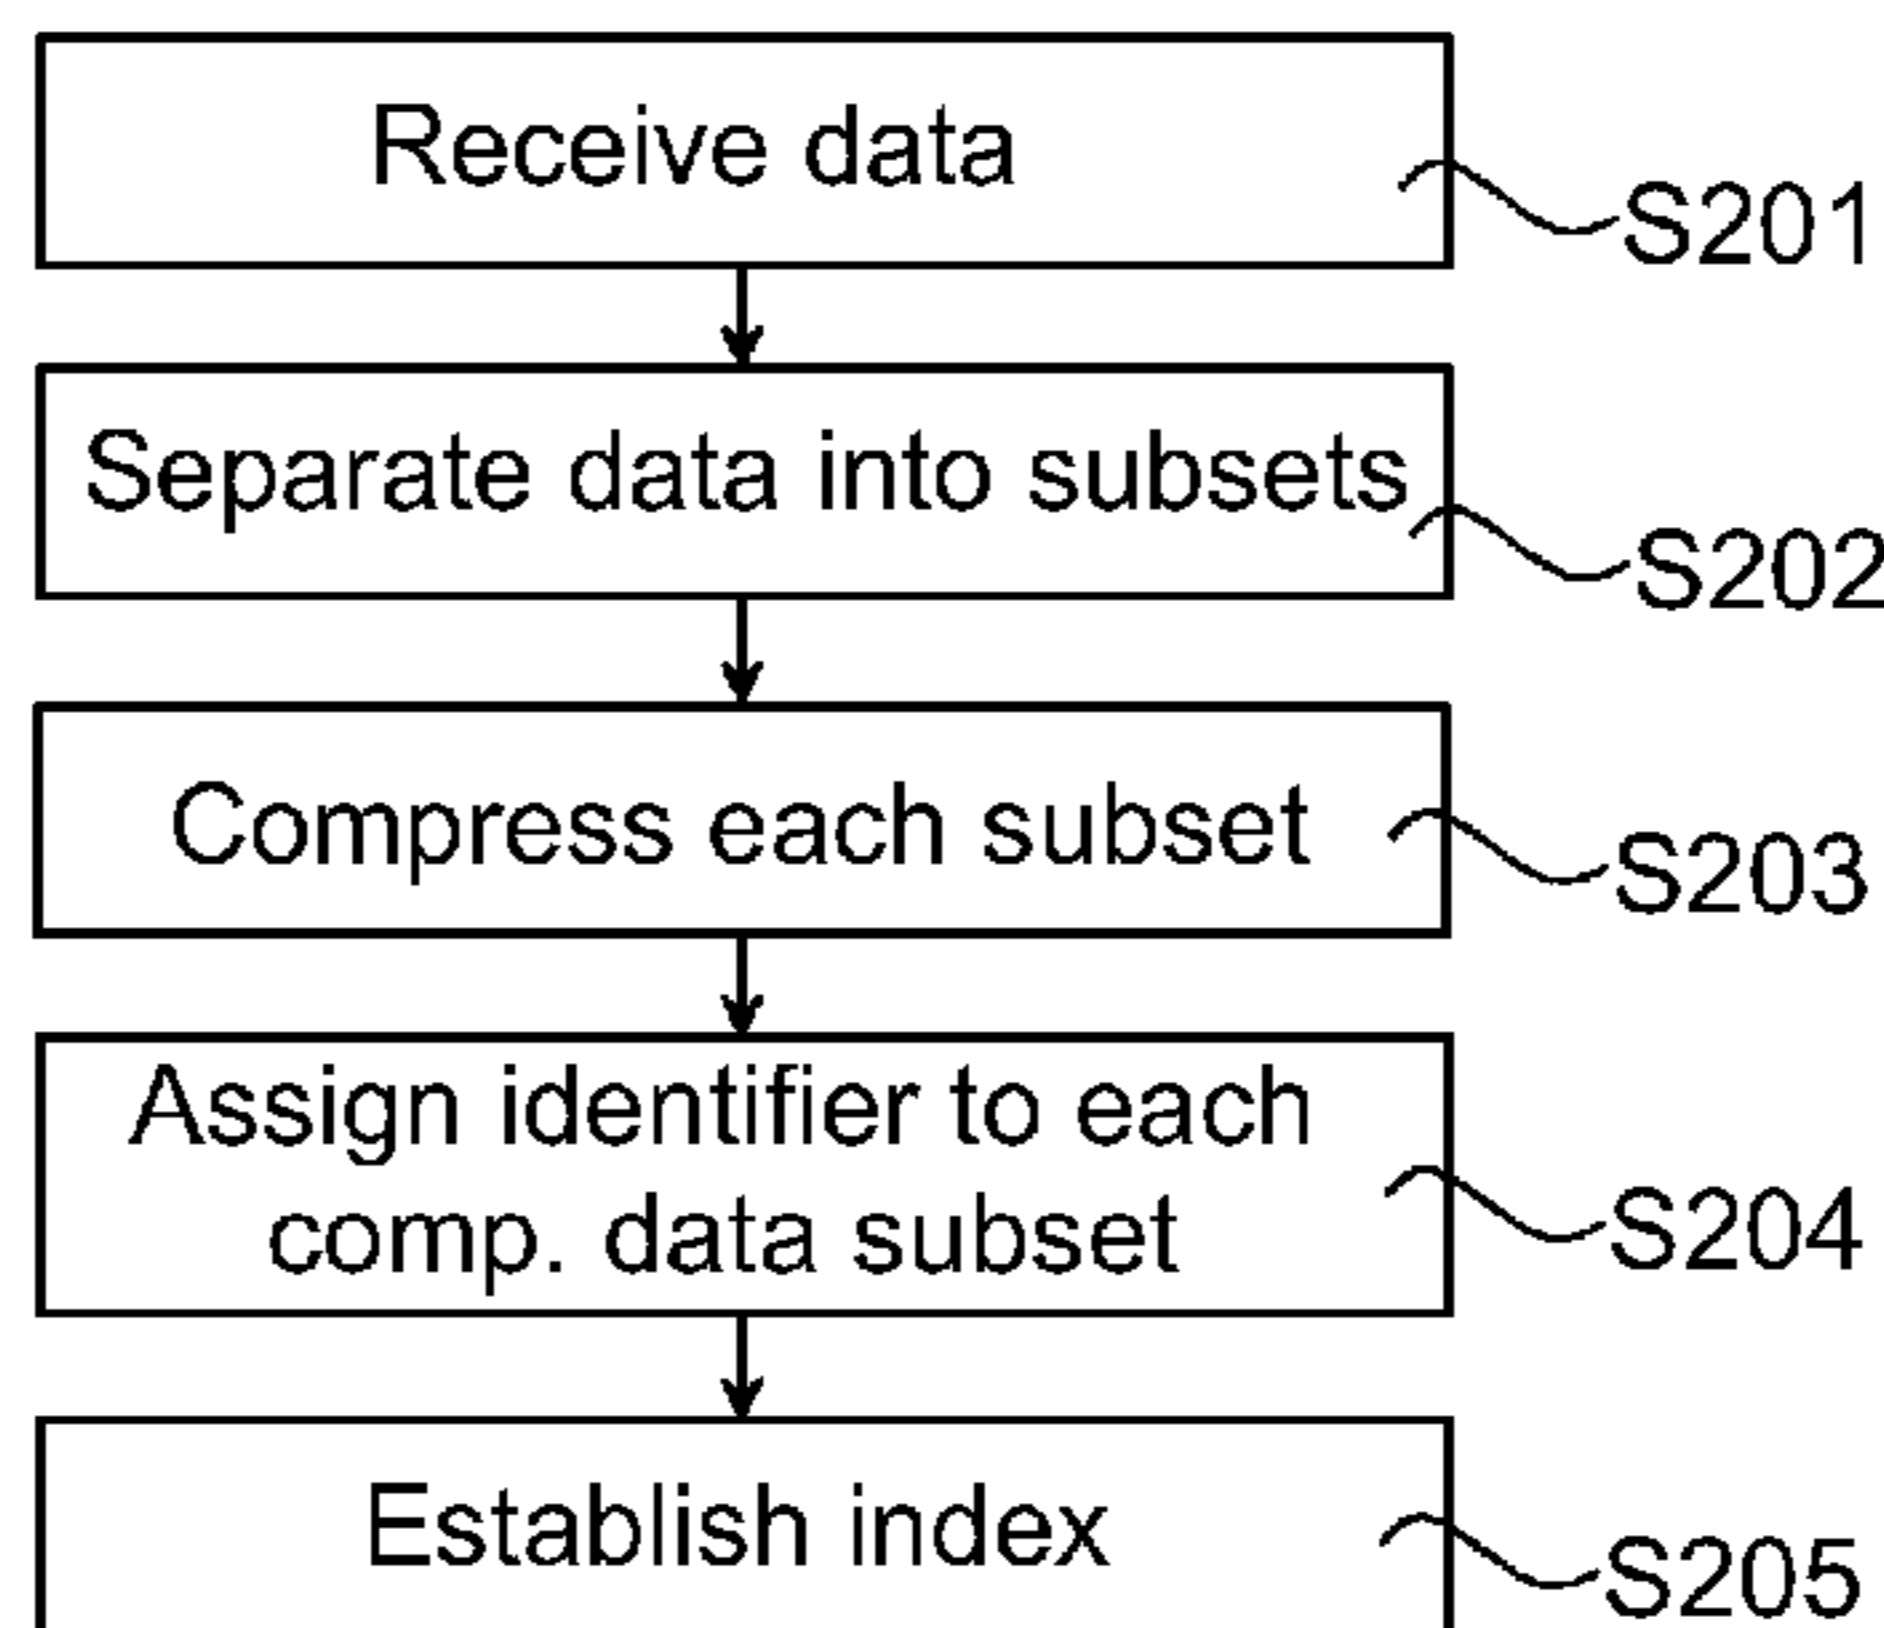 Receive data
S201
Separate data into subsets
S202
Compress each subset
S203
Assign identifier to each
comp. data subset
S204
Establish index
S205